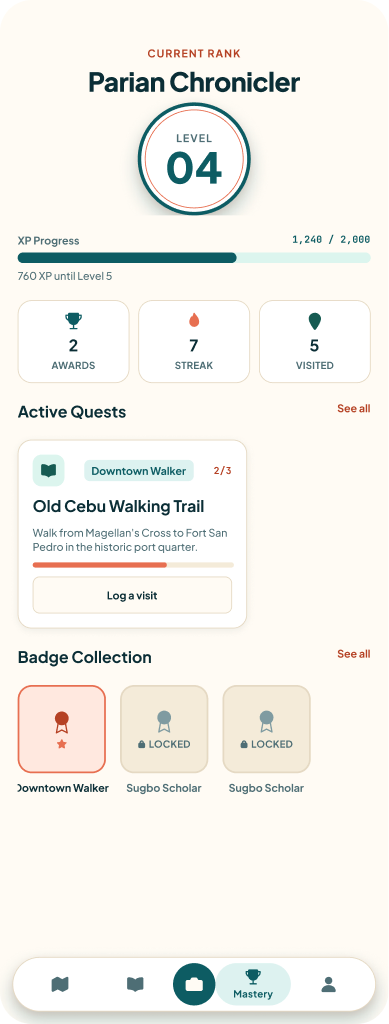 CURRENT RANK
Parian Chronicler
LEVEL
04
XP Progress
1,240 / 2,000
760 XP until Level 5
2
AWARDS
7
STREAK
5
VISITED
Active Quests
See all
Downtown Walker
2/3
Old Cebu Walking Trail
Walk from Magellan's Cross to Fort San
Pedro in the historic port quarter.
Log a visit
Badge Collection
See all
LOCKED
LOCKED
Downtown Walker
Sugbo Scholar
Sugbo Scholar
Mastery